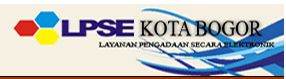 LPSE KOTA BOGOR
LAYANAN PENGADAAN SECARA ELEKTRONIK